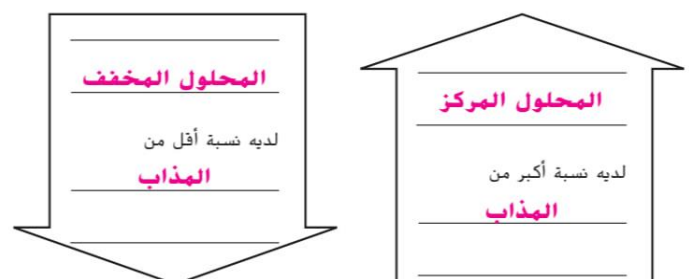 المحلول المركز
لديه نسبة أكبر من
المذاب
المحلول المخفف
لديه نسبة أقل من
المذاب